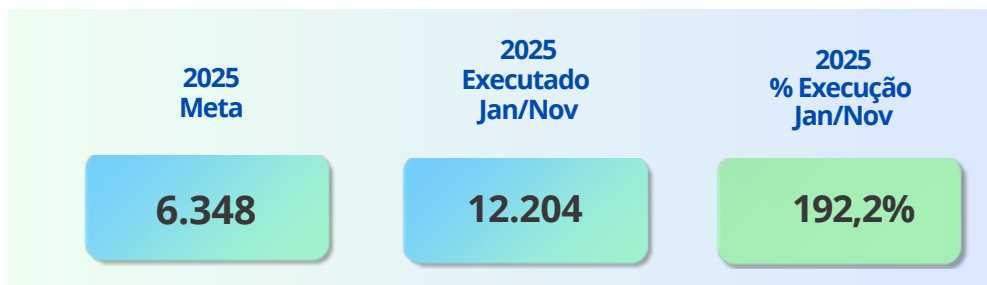 2025
Meta
2025
Executado
Jan/Nov
2025
% Execução
Jan/Nov
6.348
12.204
192,2%